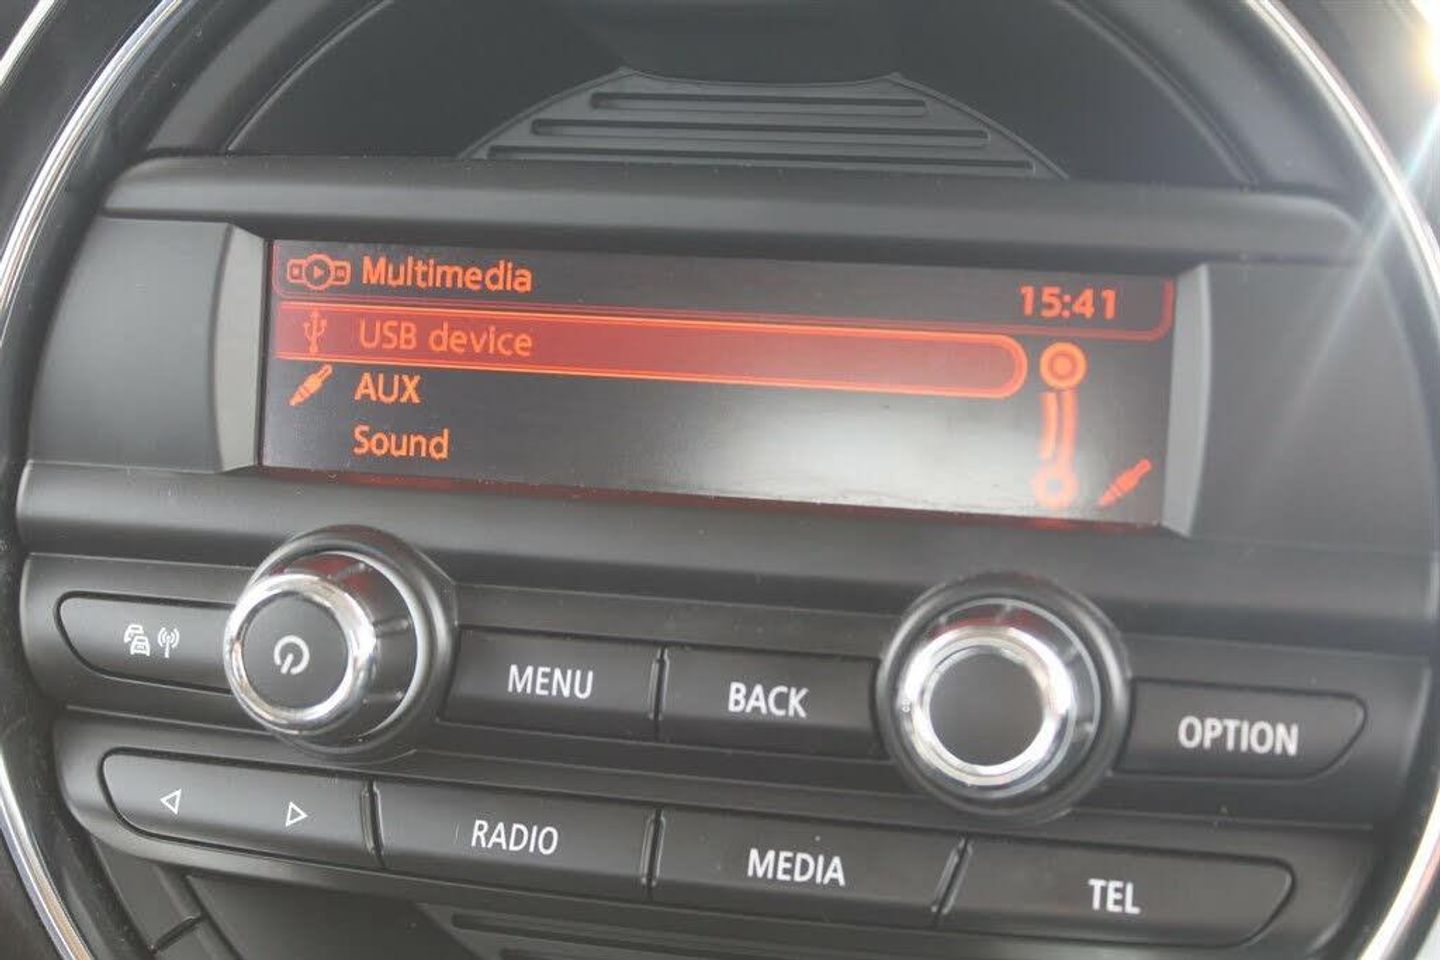 Multimedia 15:41
USB device
AUX
Sound
MENU BACK OPTION
RADIO MEDIA TEL